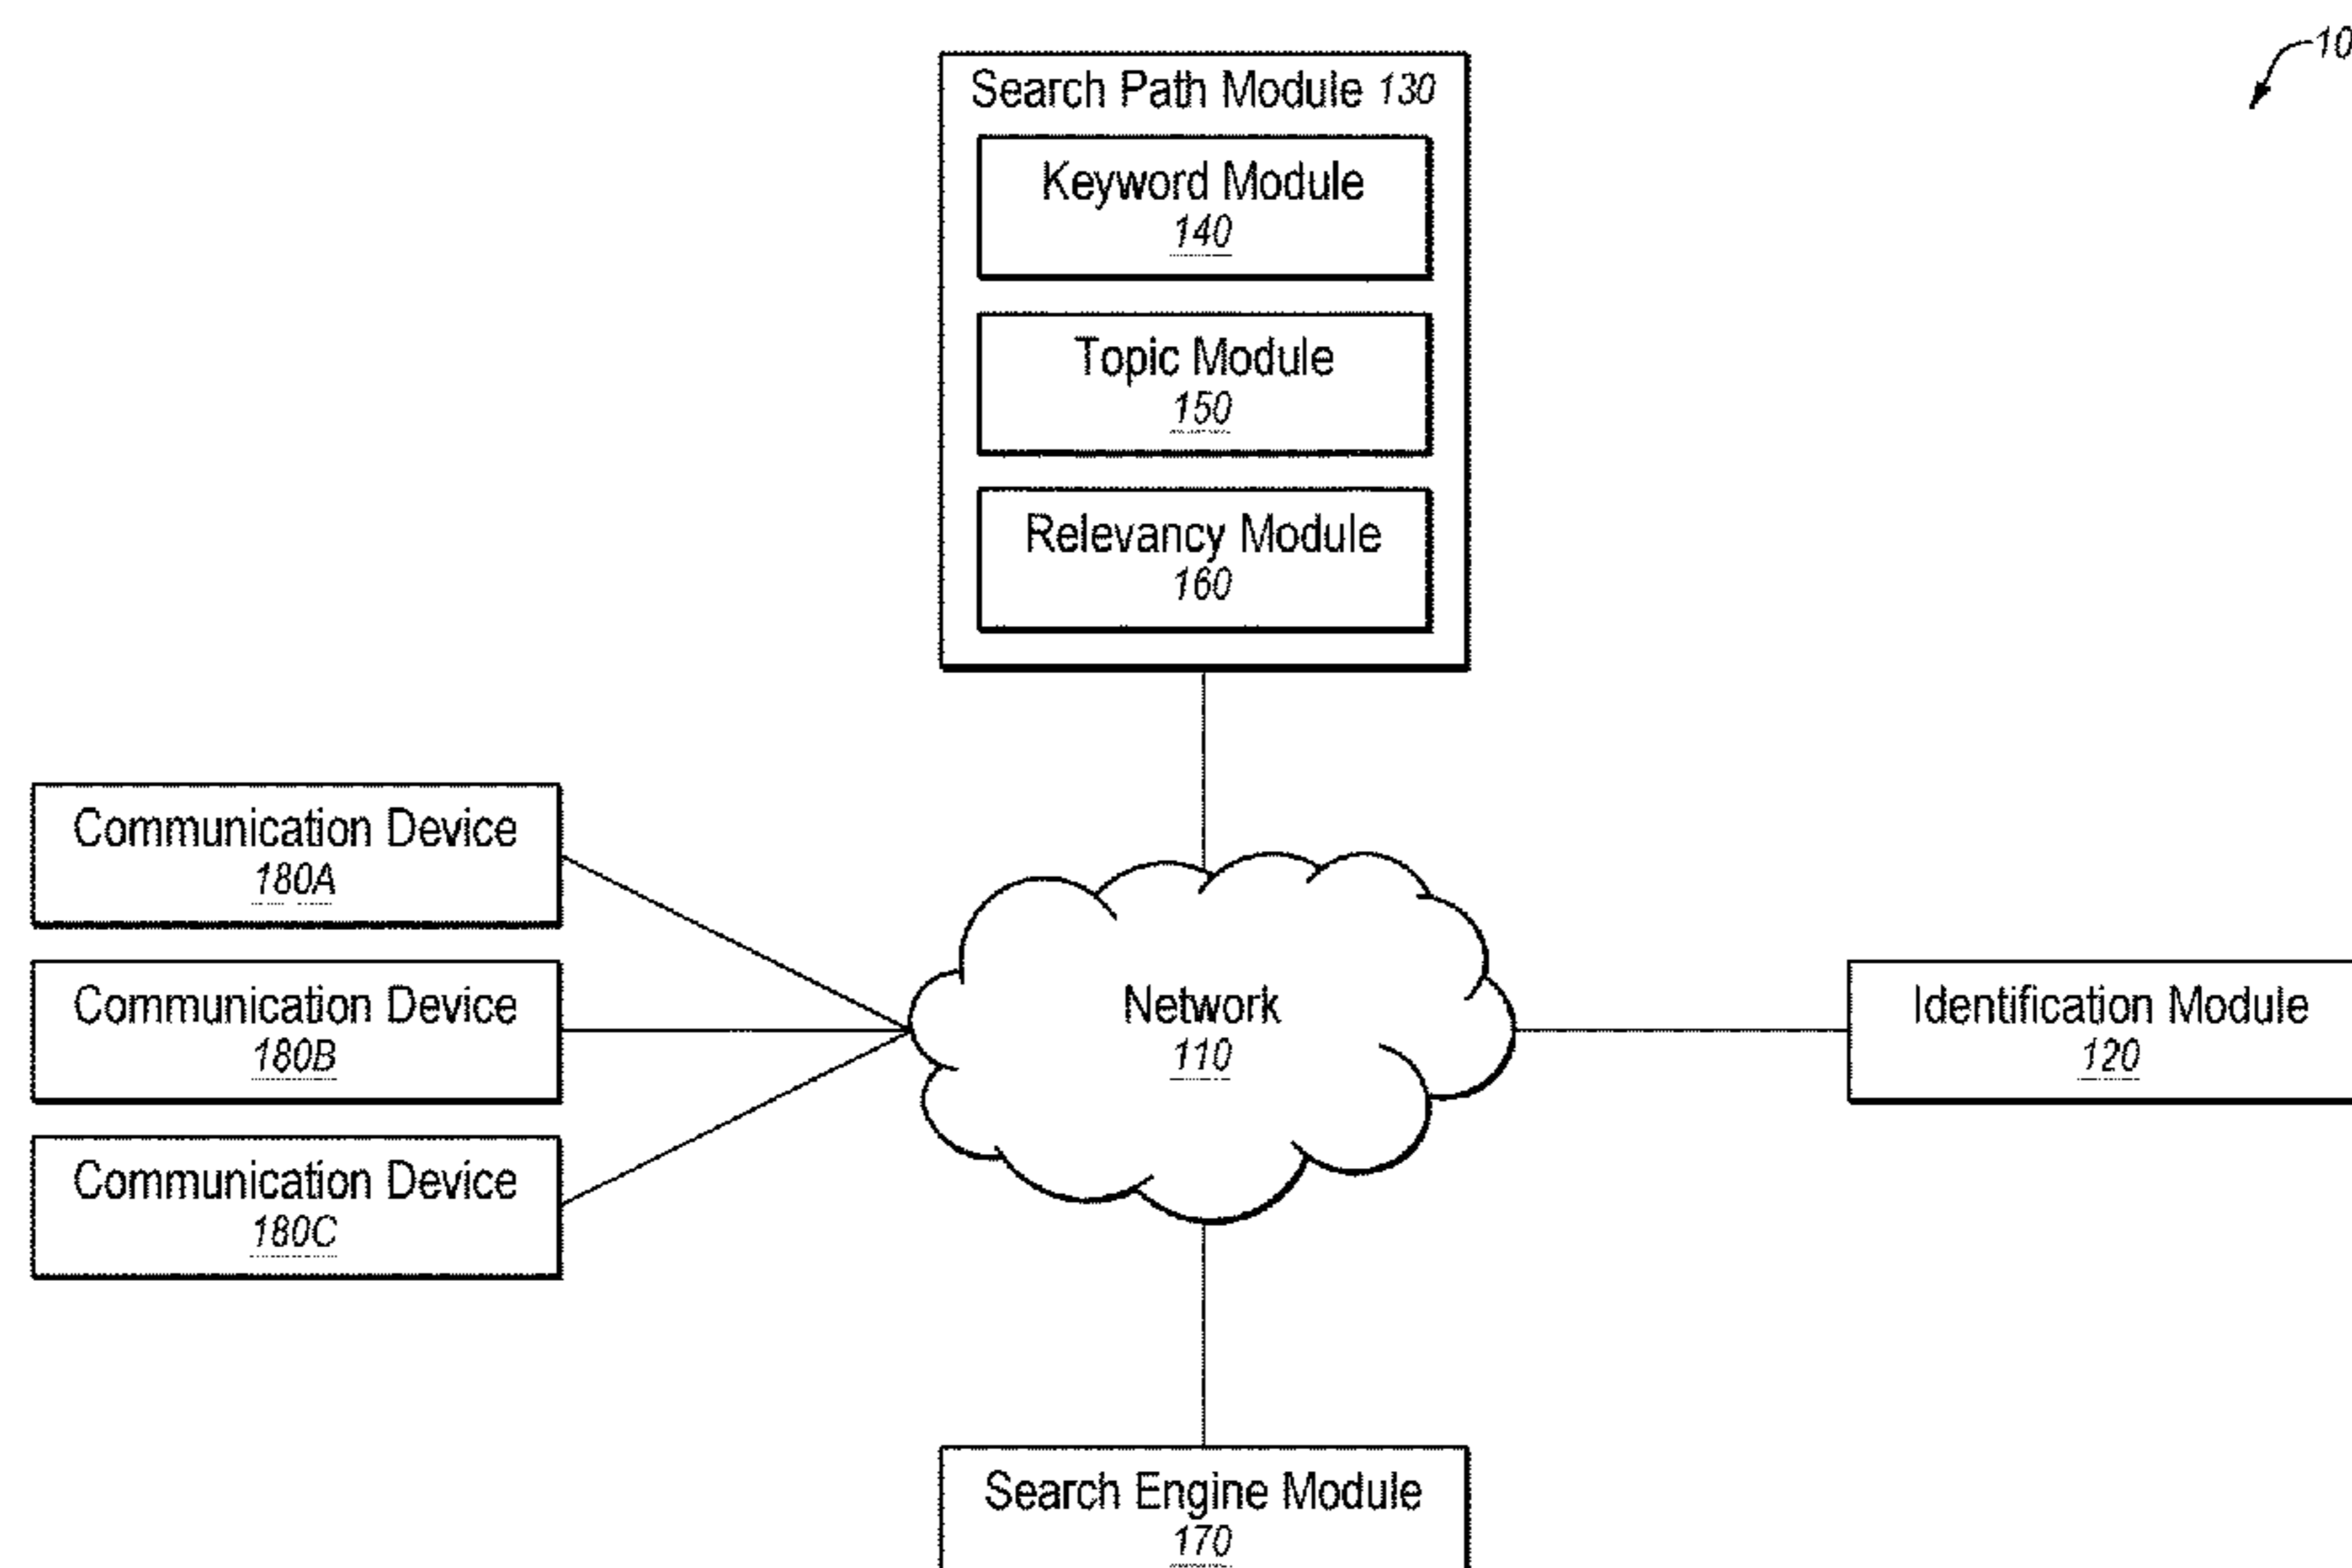 10
Search Path Module 130
Keyword Module
140
Topic Module
150
Relevancy Module
160
Communication Device
180A
Communication Device
180B
Communication Device
180C
Network
110
Identification Module
120
Search Engine Module
170